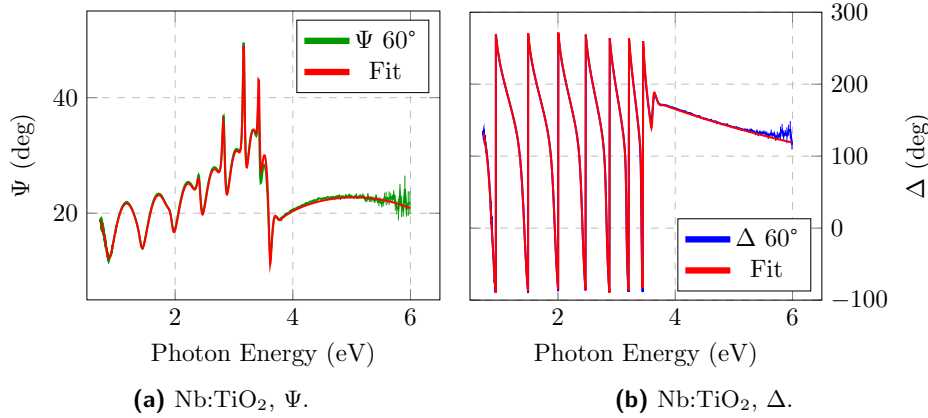 Ψ 60°
Fit
40
20
Ψ (deg)
2
4
6
Photon Energy (eV)
(a) Nb:TiO₂, Ψ.
300
200
100
0
−100
Δ (deg)
Δ 60°
Fit
2
4
6
Photon Energy (eV)
(b) Nb:TiO₂, Δ.